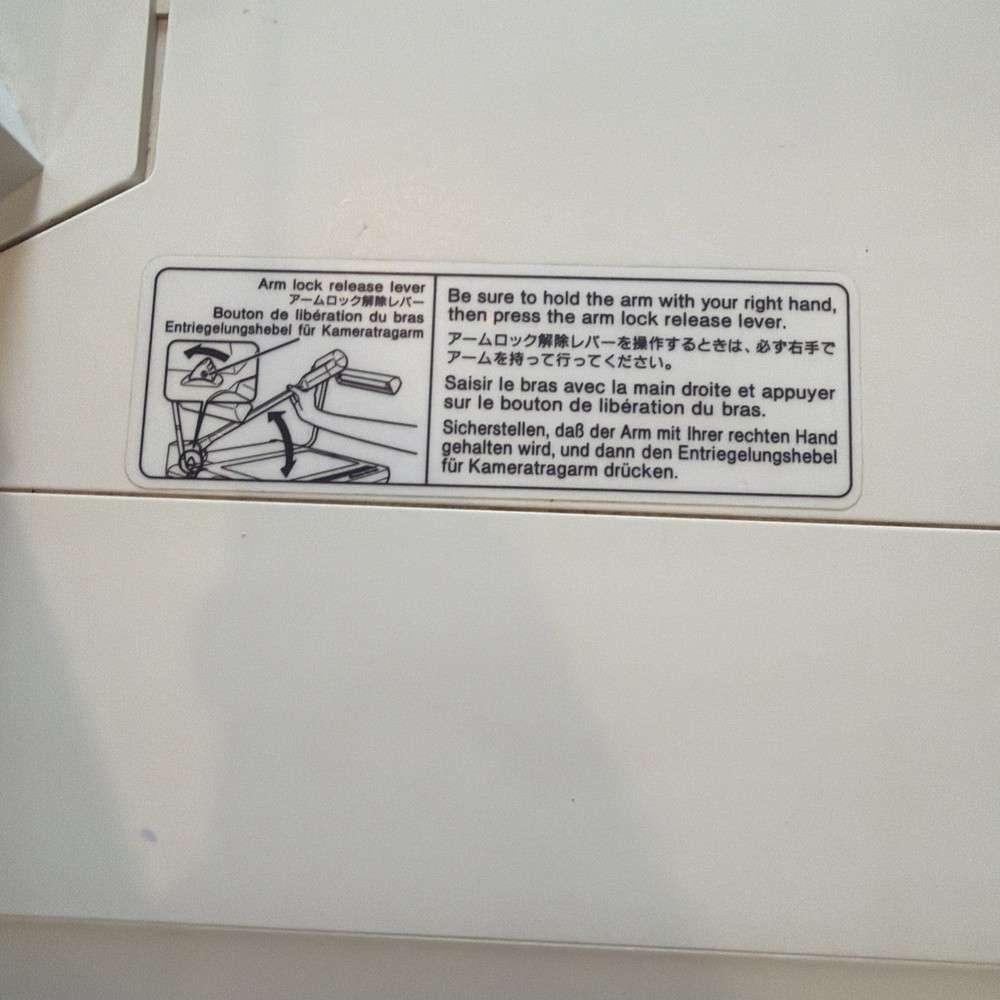 Arm lock release lever
アームロック解除レバー
Bouton de libération du bras
Entriegelungshebel für Kameratragarm
Be sure to hold the arm with your right hand,
then press the arm lock release lever.
アームロック解除レバーを操作するときは、必ず右手で
アームを持って行ってください。
Saisir le bras avec la main droite et appuyer
sur le bouton de libération du bras.
Sicherstellen, daß der Arm mit Ihrer rechten Hand
gehalten wird, und dann den Entriegelungshebel
für Kameratragarm drücken.